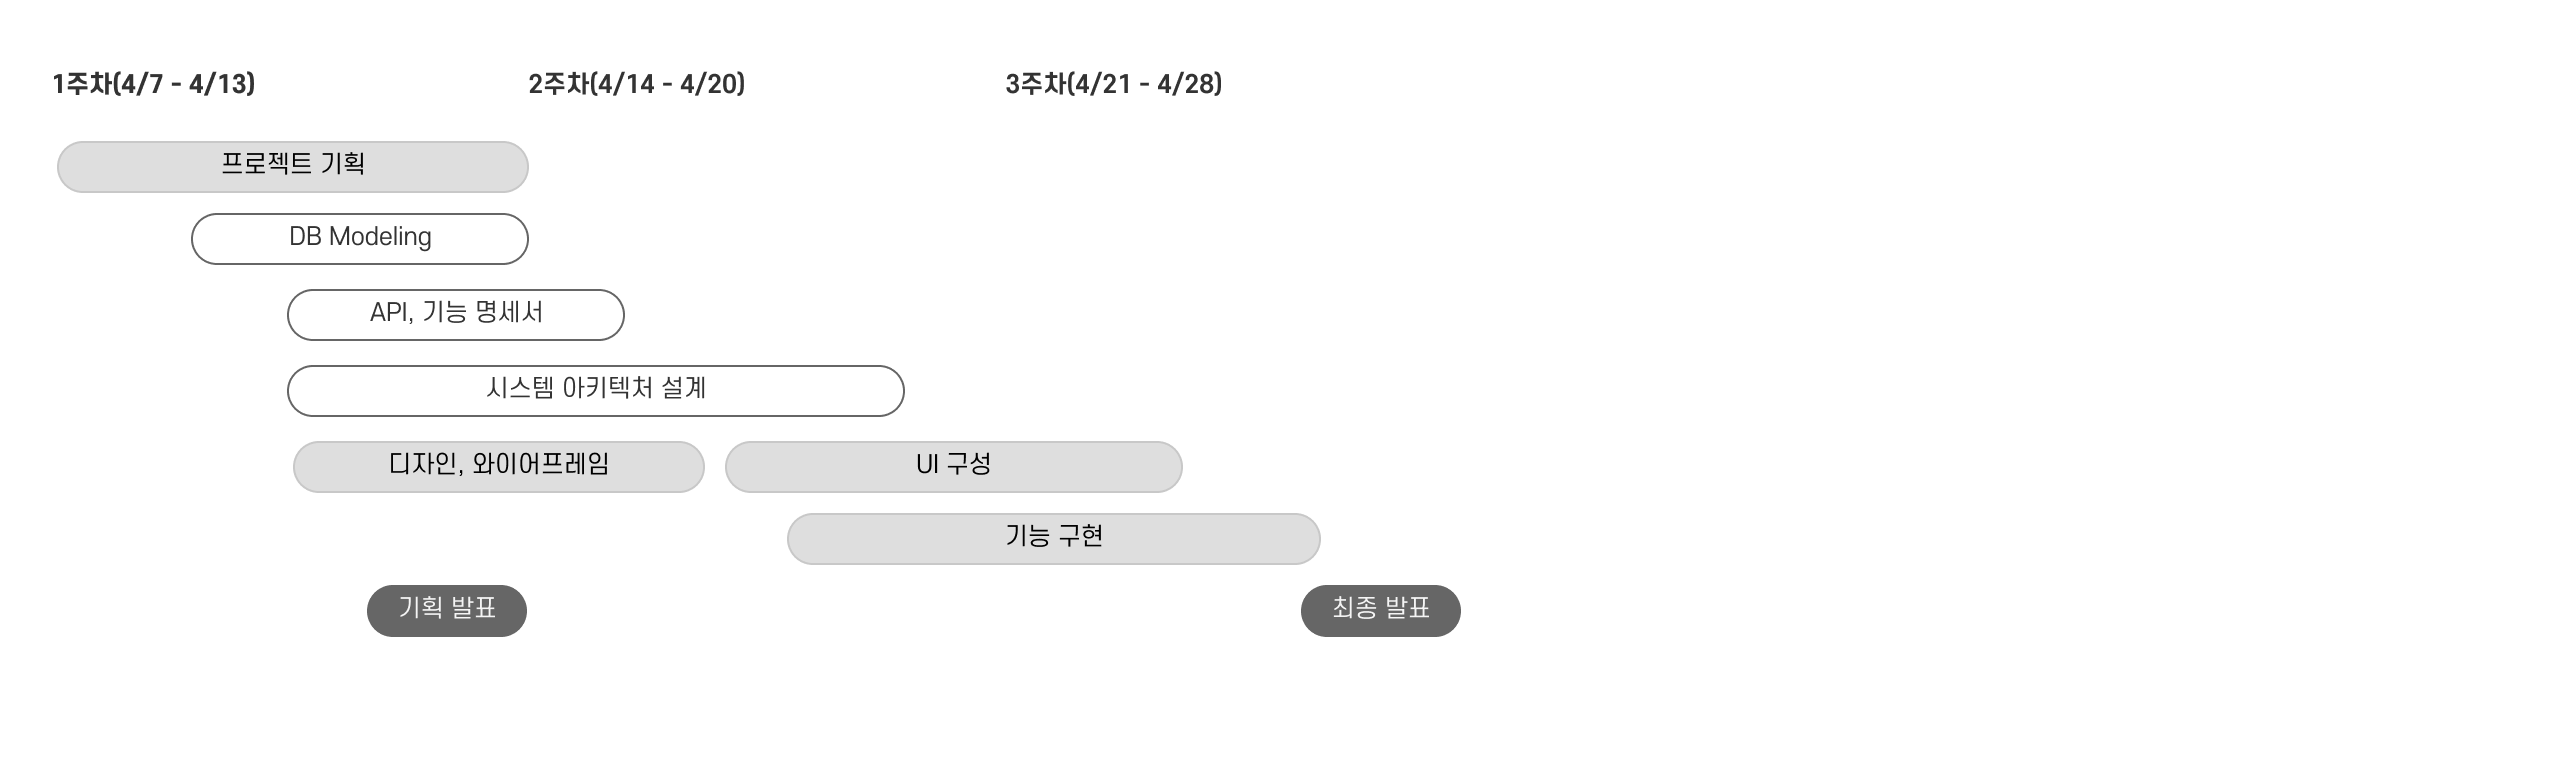 1주차(4/7 - 4/13)
2주차(4/14 - 4/20)
3주차(4/21 - 4/28)
프로젝트 기획
DB Modeling
API, 기능 명세서
시스템 아키텍처 설계
디자인, 와이어프레임
UI 구성
기능 구현
기획 발표
최종 발표